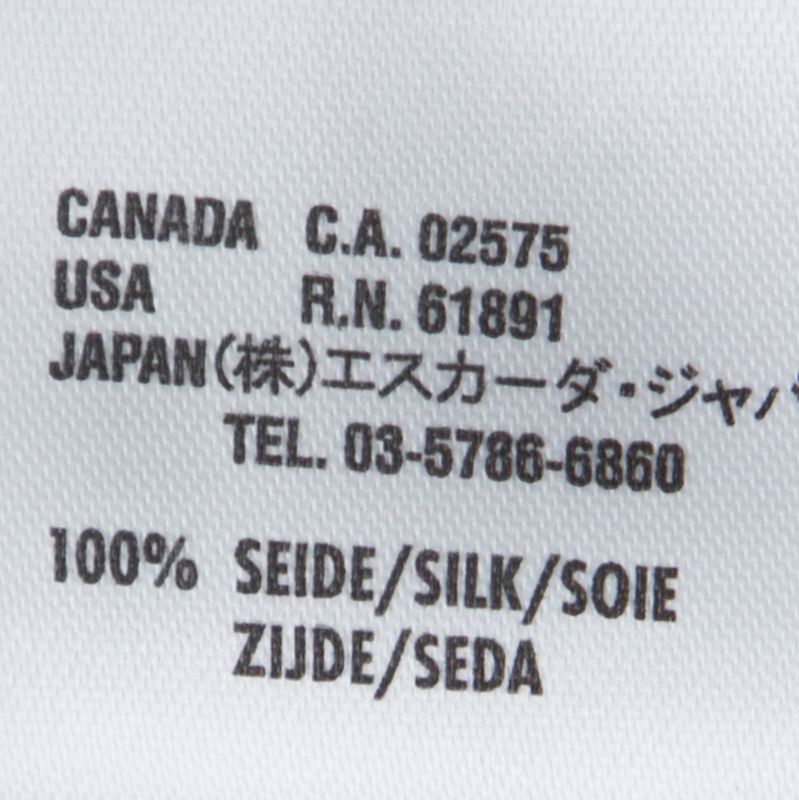 CANADA C.A. 02575
USA R.N. 61891
JAPAN(株)エスカーダ・ジャ
TEL. 03-5786-6860
100% SEIDE/SILK/SOIE
ZIJDE/SEDA